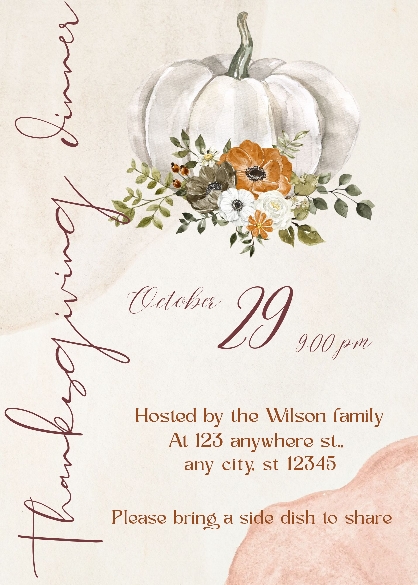 Thanksgiving dinner
October
29
9:00 pm
Hosted by the Wilson family
At 123 anywhere st.,
any city, st 12345
Please bring a side dish to share